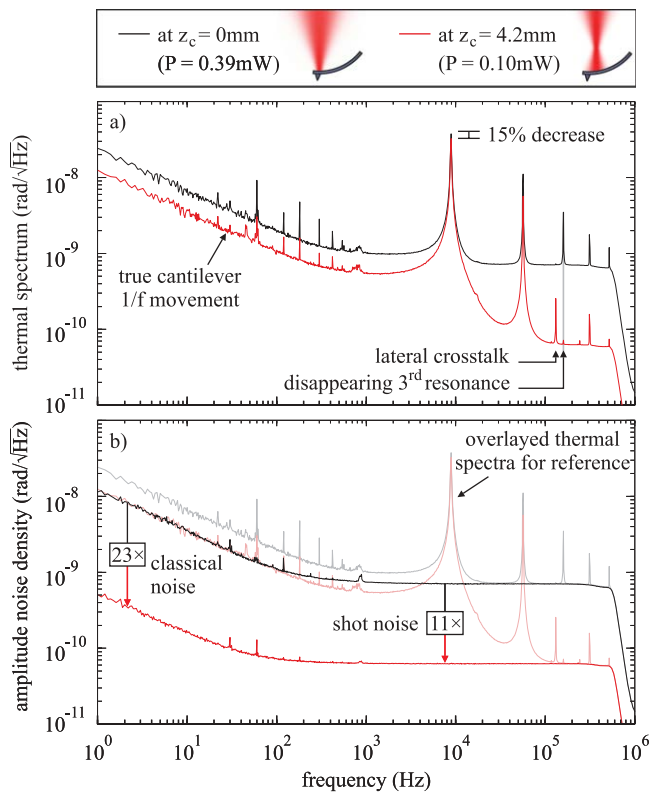 at z_c = 0mm
(P = 0.39mW)
at z_c = 4.2mm
(P = 0.10mW)
a)
thermal spectrum (rad/√Hz)
10^-8
10^-9
10^-10
10^-11
15% decrease
true cantilever
1/f movement
lateral crosstalk
disappearing 3rd resonance
b)
amplitude noise density (rad/√Hz)
10^-8
10^-9
10^-10
10^-11
overlayed thermal
spectra for reference
23×
classical
noise
shot noise
11×
10^0 10^1 10^2 10^3 10^4 10^5 10^6
frequency (Hz)